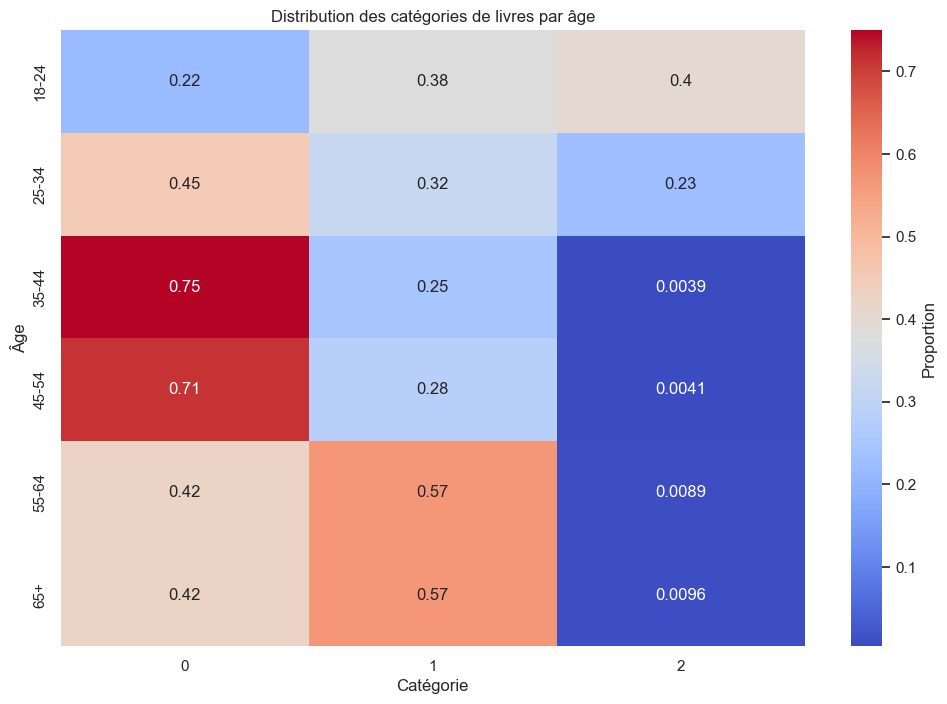 Distribution des catégories de livres par âge
18-24 0.22 0.38 0.4
25-34 0.45 0.32 0.23
35-44 0.75 0.25 0.0039
45-54 0.71 0.28 0.0041
55-64 0.42 0.57 0.0089
65+ 0.42 0.57 0.0096
0 1 2
Catégorie
Âge
0.7
0.6
0.5
0.4
0.3
0.2
0.1
Proportion